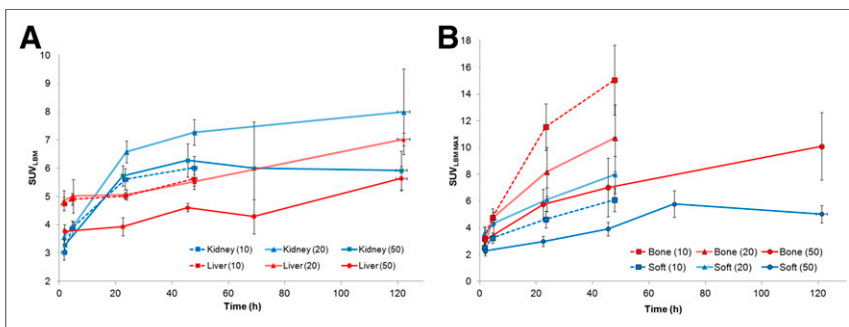 A
10
9
8
7
6
5
4
3
2
SUVLBM
0 20 40 60 80 100 120
Time (h)
Kidney (10) Kidney (20) Kidney (50)
Liver (10) Liver (20) Liver (50)
B
18
16
14
12
10
8
6
4
2
0
SUVLBM MAX
0 20 40 60 80 100 120
Time (h)
Bone (10) Bone (20) Bone (50)
Soft (10) Soft (20) Soft (50)